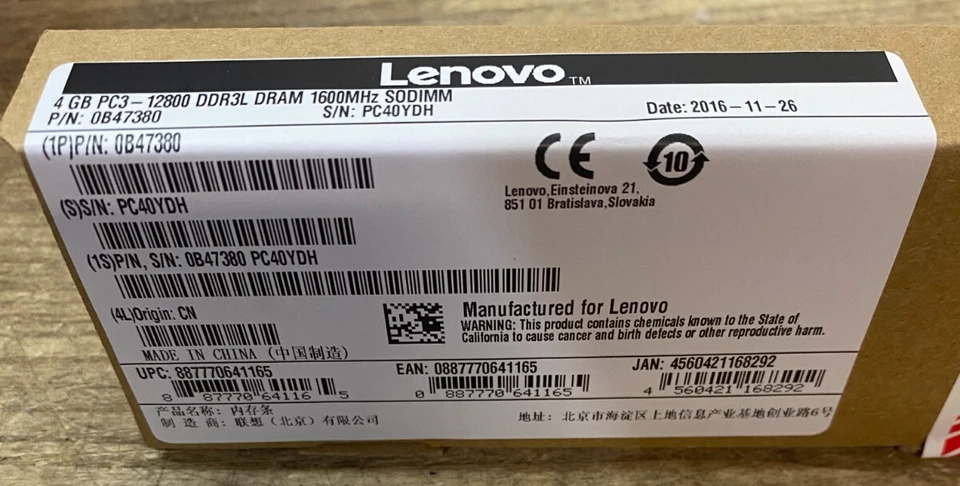 Lenovo™
4 GB PC3-12800 DDR3L DRAM 1600MHz SODIMM
P/N: 0B47380 S/N: PC40YDH Date: 2016-11-26
(1P)P/N: 0B47380
CE 10
Lenovo,Einsteinova 21,
851 01 Bratislava,Slovakia
(S)S/N: PC40YDH
(1S)P/N, S/N: 0B47380 PC40YDH
(4L)Origin: CN
Manufactured for Lenovo
WARNING: This product contains chemicals known to the State of
California to cause cancer and birth defects or other reproductive harm.
MADE IN CHINA (中国制造)
UPC: 887770641165 EAN: 0887770641165 JAN: 4560421168292
8 87770 64116 5 0 887770 641165 4 560421 168292
产品名称: 内存条
制 造 商: 联想（北京）有限公司 地址: 北京市海淀区上地信息产业基地创业路6号